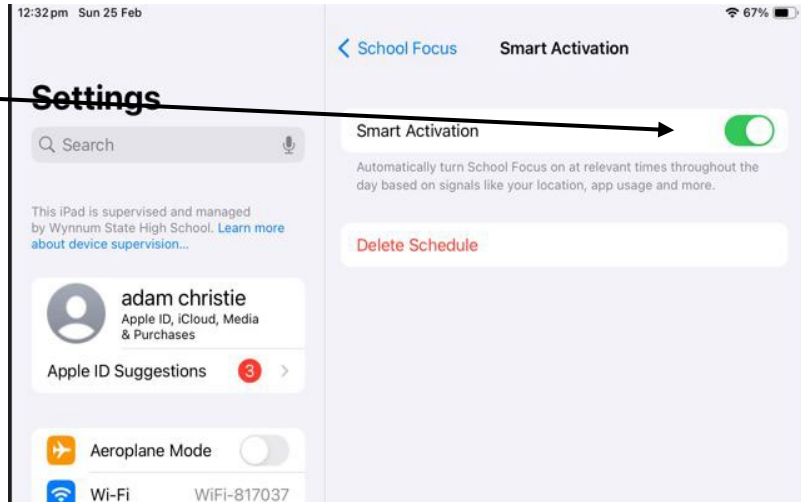 12:32 pm Sun 25 Feb
67%
Settings
Search
This iPad is supervised and managed
by Wynnum State High School. Learn more
about device supervision...
adam christie
Apple ID, iCloud, Media
& Purchases
Apple ID Suggestions 3
Aeroplane Mode
Wi-Fi WiFi-817037
School Focus Smart Activation
Smart Activation
Automatically turn School Focus on at relevant times throughout the
day based on signals like your location, app usage and more.
Delete Schedule